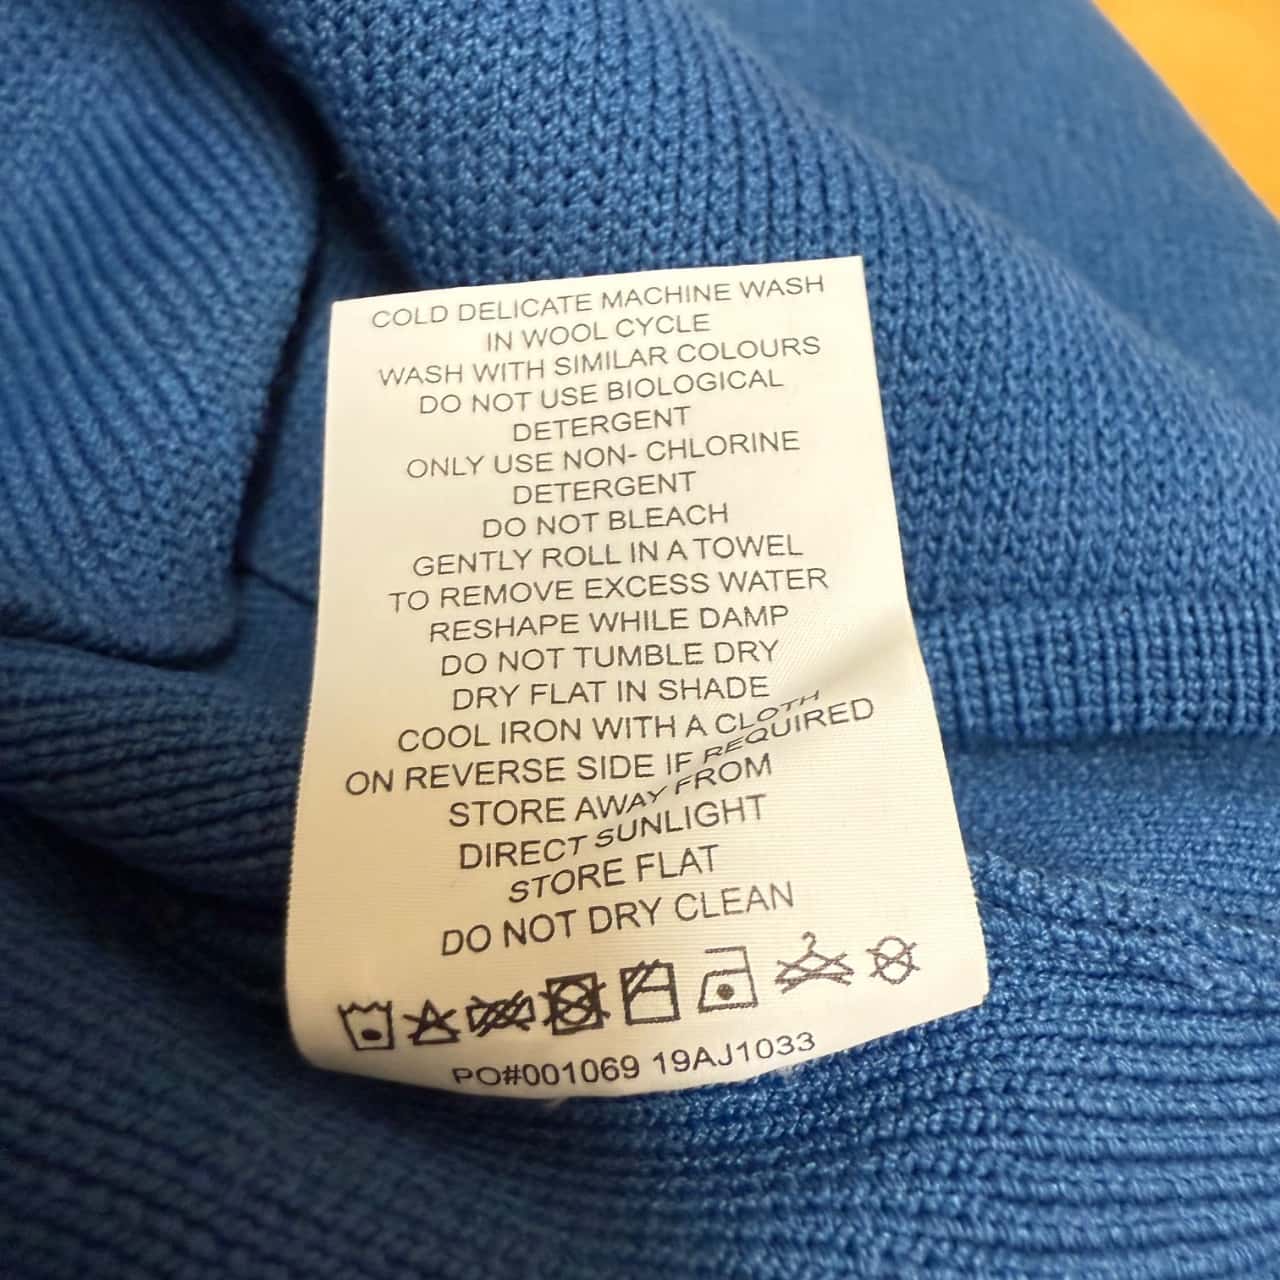 COLD DELICATE MACHINE WASH
IN WOOL CYCLE
WASH WITH SIMILAR COLOURS
DO NOT USE BIOLOGICAL
DETERGENT
ONLY USE NON- CHLORINE
DETERGENT
DO NOT BLEACH
GENTLY ROLL IN A TOWEL
TO REMOVE EXCESS WATER
RESHAPE WHILE DAMP
DO NOT TUMBLE DRY
DRY FLAT IN SHADE
COOL IRON WITH A CLOTH
ON REVERSE SIDE IF REQUIRED
STORE AWAY FROM
DIRECT SUNLIGHT
STORE FLAT
DO NOT DRY CLEAN
PO#001069 19AJ1033